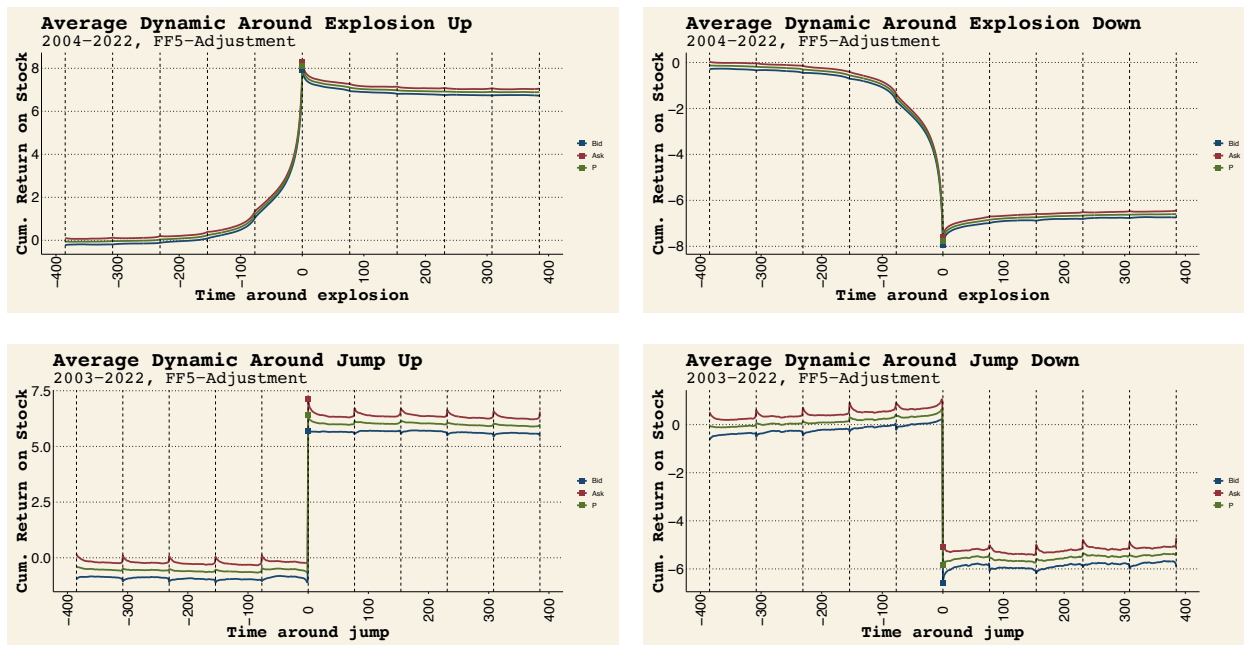 Average Dynamic Around Explosion Up
2004−2022, FF5−Adjustment
Cum. Return on Stock
8
6
4
2
0
−400
−300
−200
−100
0
100
200
300
400
Time around explosion
Bid
Ask
P
Average Dynamic Around Explosion Down
2004−2022, FF5−Adjustment
Cum. Return on Stock
0
−2
−4
−6
−8
−400
−300
−200
−100
0
100
200
300
400
Time around explosion
Bid
Ask
P
Average Dynamic Around Jump Up
2003−2022, FF5−Adjustment
Cum. Return on Stock
7.5
5.0
2.5
0.0
−400
−300
−200
−100
0
100
200
300
400
Time around jump
Bid
Ask
P
Average Dynamic Around Jump Down
2003−2022, FF5−Adjustment
Cum. Return on Stock
0
−2
−4
−6
−400
−300
−200
−100
0
100
200
300
400
Time around jump
Bid
Ask
P